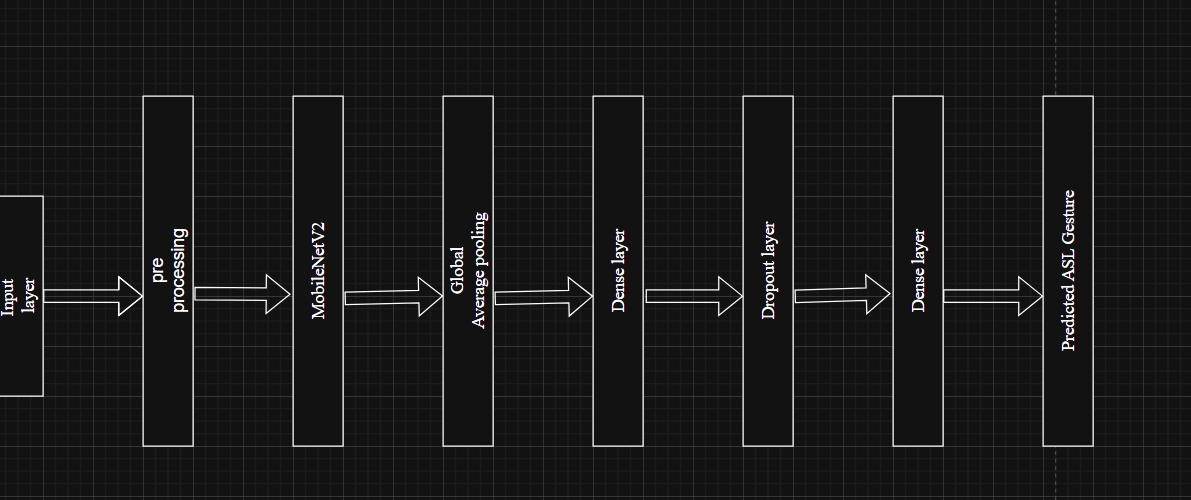 Input
layer
pre
processing
MobileNetV2
Global
Average pooling
Dense layer
Dropout layer
Dense layer
Predicted ASL Gesture